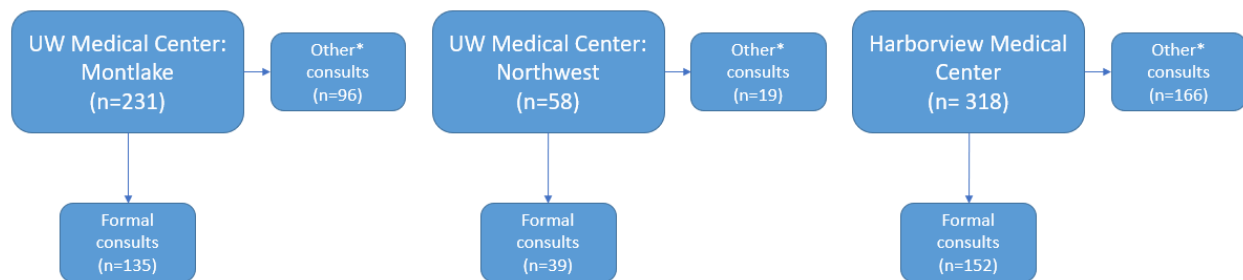 UW Medical Center:
Montlake
(n=231)
Other*
consults
(n=96)
UW Medical Center:
Northwest
(n=58)
Other*
consults
(n=19)
Harborview Medical
Center
(n= 318)
Other*
consults
(n=166)
Formal
consults
(n=135)
Formal
consults
(n=39)
Formal
consults
(n=152)